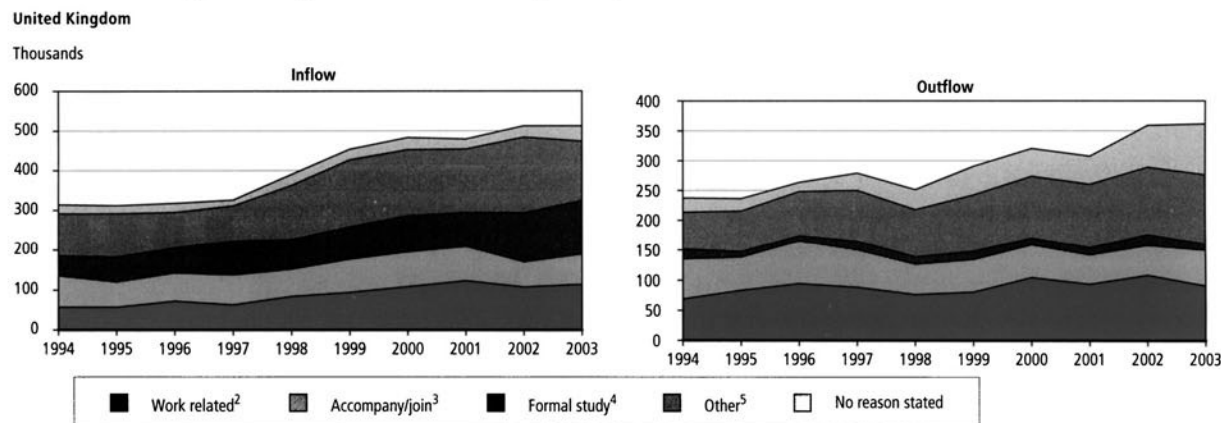 United Kingdom
Thousands
Inflow
600
500
400
300
200
100
0
1994 1995 1996 1997 1998 1999 2000 2001 2002 2003
Outflow
400
350
300
250
200
150
100
50
0
1994 1995 1996 1997 1998 1999 2000 2001 2002 2003
Work related2 Accompany/join3 Formal study4 Other5 No reason stated